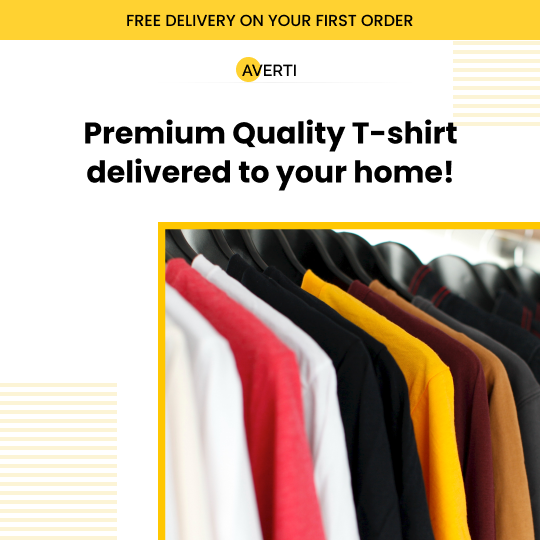 FREE DELIVERY ON YOUR FIRST ORDER
AVERTI
Premium Quality T-shirt
delivered to your home!